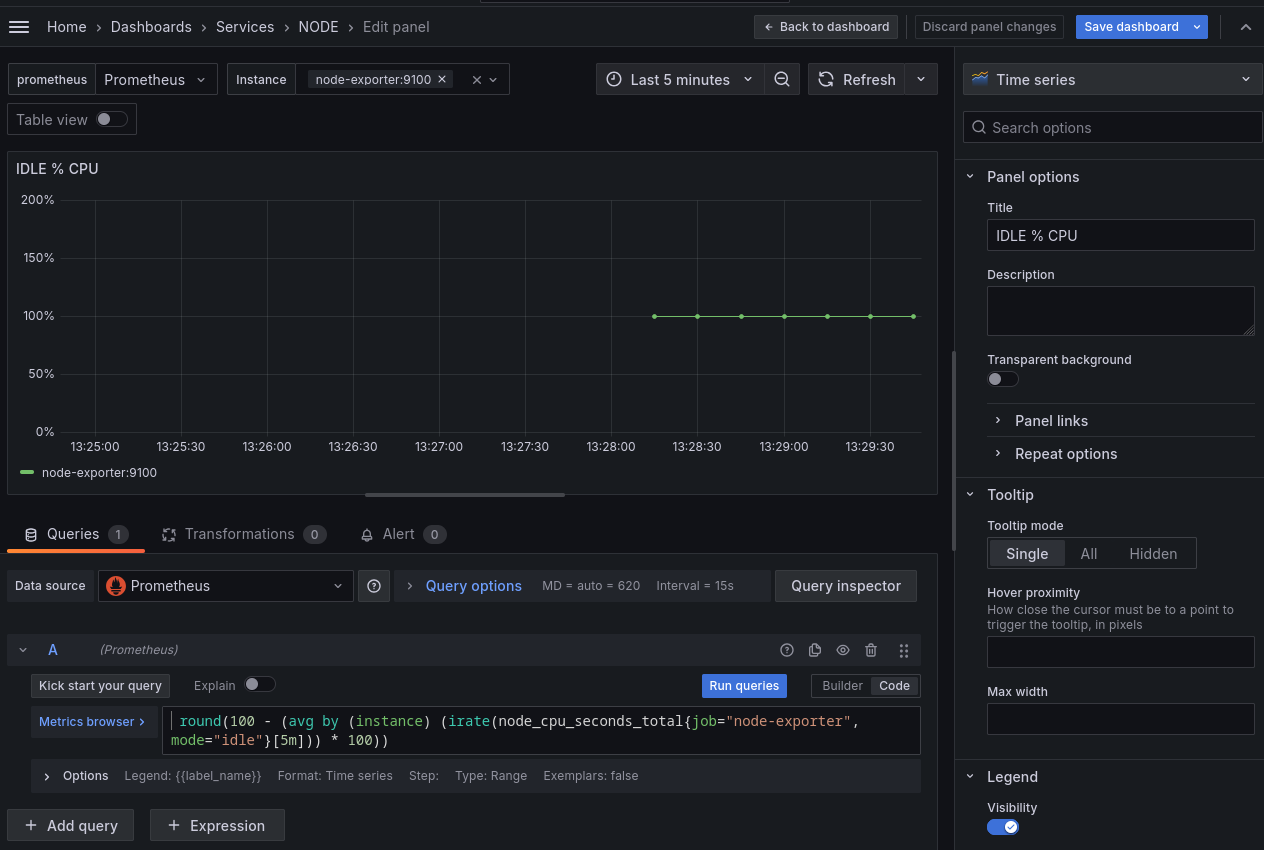 Home › Dashboards › Services › NODE › Edit panel
← Back to dashboard
Discard panel changes
Save dashboard
prometheus Prometheus
Instance node-exporter:9100
Last 5 minutes
Refresh
Table view
IDLE % CPU
200%
150%
100%
50%
0%
13:25:00 13:25:30 13:26:00 13:26:30 13:27:00 13:27:30 13:28:00 13:28:30 13:29:00 13:29:30
node-exporter:9100
Queries 1 Transformations 0 Alert 0
Data source Prometheus
Query options MD = auto = 620 Interval = 15s
Query inspector
A (Prometheus)
Kick start your query Explain Run queries Builder Code
Metrics browser ›
round(100 - (avg by (instance) (irate(node_cpu_seconds_total{job="node-exporter",
mode="idle"}[5m])) * 100))
Options Legend: {{label_name}} Format: Time series Step: Type: Range Exemplars: false
+ Add query + Expression
Time series
Search options
Panel options
Title
IDLE % CPU
Description
Transparent background
Panel links
Repeat options
Tooltip
Tooltip mode
Single All Hidden
Hover proximity
How close the cursor must be to a point to
trigger the tooltip, in pixels
Max width
Legend
Visibility